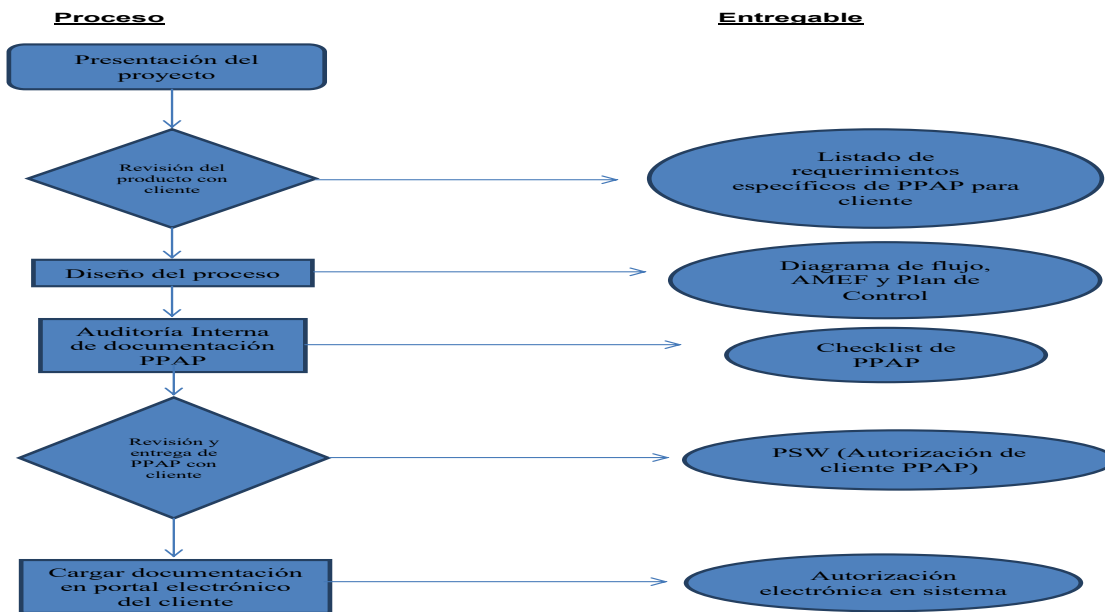 Proceso
Entregable
Presentación del
proyecto
Revisión del
producto con
cliente
Listado de
requerimientos
específicos de PPAP para
cliente
Diseño del proceso
Diagrama de flujo,
AMEF y Plan de
Control
Auditoría Interna
de documentación
PPAP
Checklist de
PPAP
Revisión y
entrega de
PPAP con
cliente
PSW (Autorización de
cliente PPAP)
Cargar documentación
en portal electrónico
del cliente
Autorización
electrónica en sistema